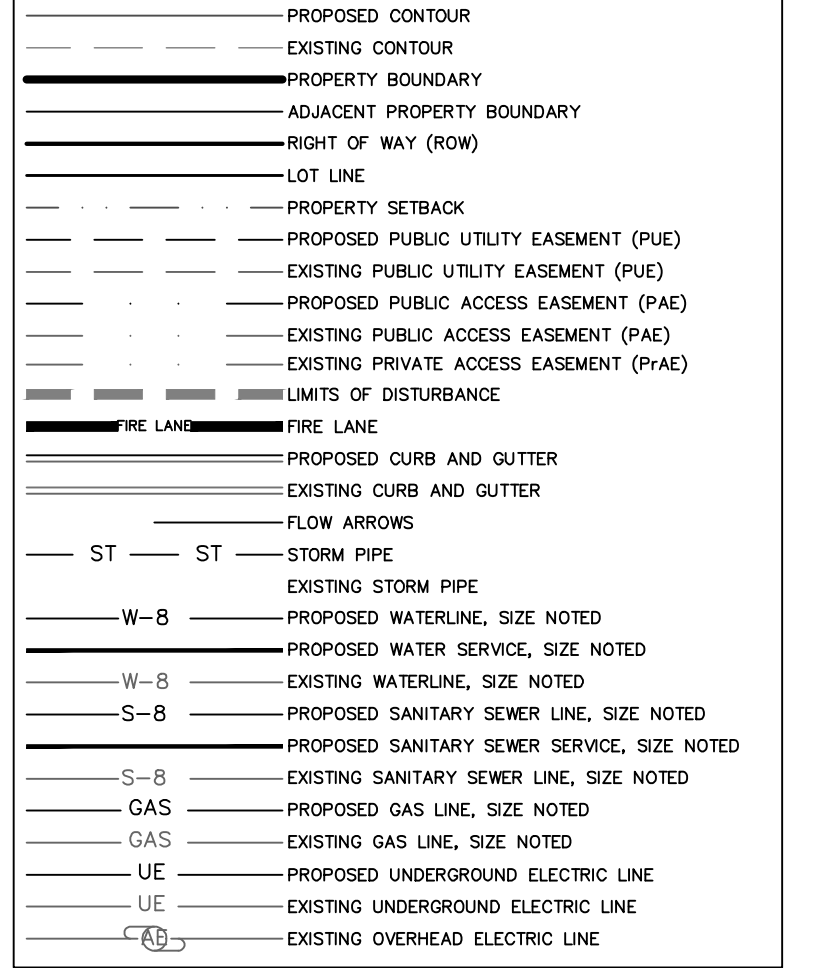 PROPOSED CONTOUR
EXISTING CONTOUR
PROPERTY BOUNDARY
ADJACENT PROPERTY BOUNDARY
RIGHT OF WAY (ROW)
LOT LINE
PROPERTY SETBACK
PROPOSED PUBLIC UTILITY EASEMENT (PUE)
EXISTING PUBLIC UTILITY EASEMENT (PUE)
PROPOSED PUBLIC ACCESS EASEMENT (PAE)
EXISTING PUBLIC ACCESS EASEMENT (PAE)
EXISTING PRIVATE ACCESS EASEMENT (PrAE)
LIMITS OF DISTURBANCE
FIRE LANE FIRE LANE
PROPOSED CURB AND GUTTER
EXISTING CURB AND GUTTER
FLOW ARROWS
ST ST STORM PIPE
EXISTING STORM PIPE
W-8 PROPOSED WATERLINE, SIZE NOTED
PROPOSED WATER SERVICE, SIZE NOTED
W-8 EXISTING WATERLINE, SIZE NOTED
S-8 PROPOSED SANITARY SEWER LINE, SIZE NOTED
PROPOSED SANITARY SEWER SERVICE, SIZE NOTED
S-8 EXISTING SANITARY SEWER LINE, SIZE NOTED
GAS PROPOSED GAS LINE, SIZE NOTED
GAS EXISTING GAS LINE, SIZE NOTED
UE PROPOSED UNDERGROUND ELECTRIC LINE
UE EXISTING UNDERGROUND ELECTRIC LINE
EXISTING OVERHEAD ELECTRIC LINE